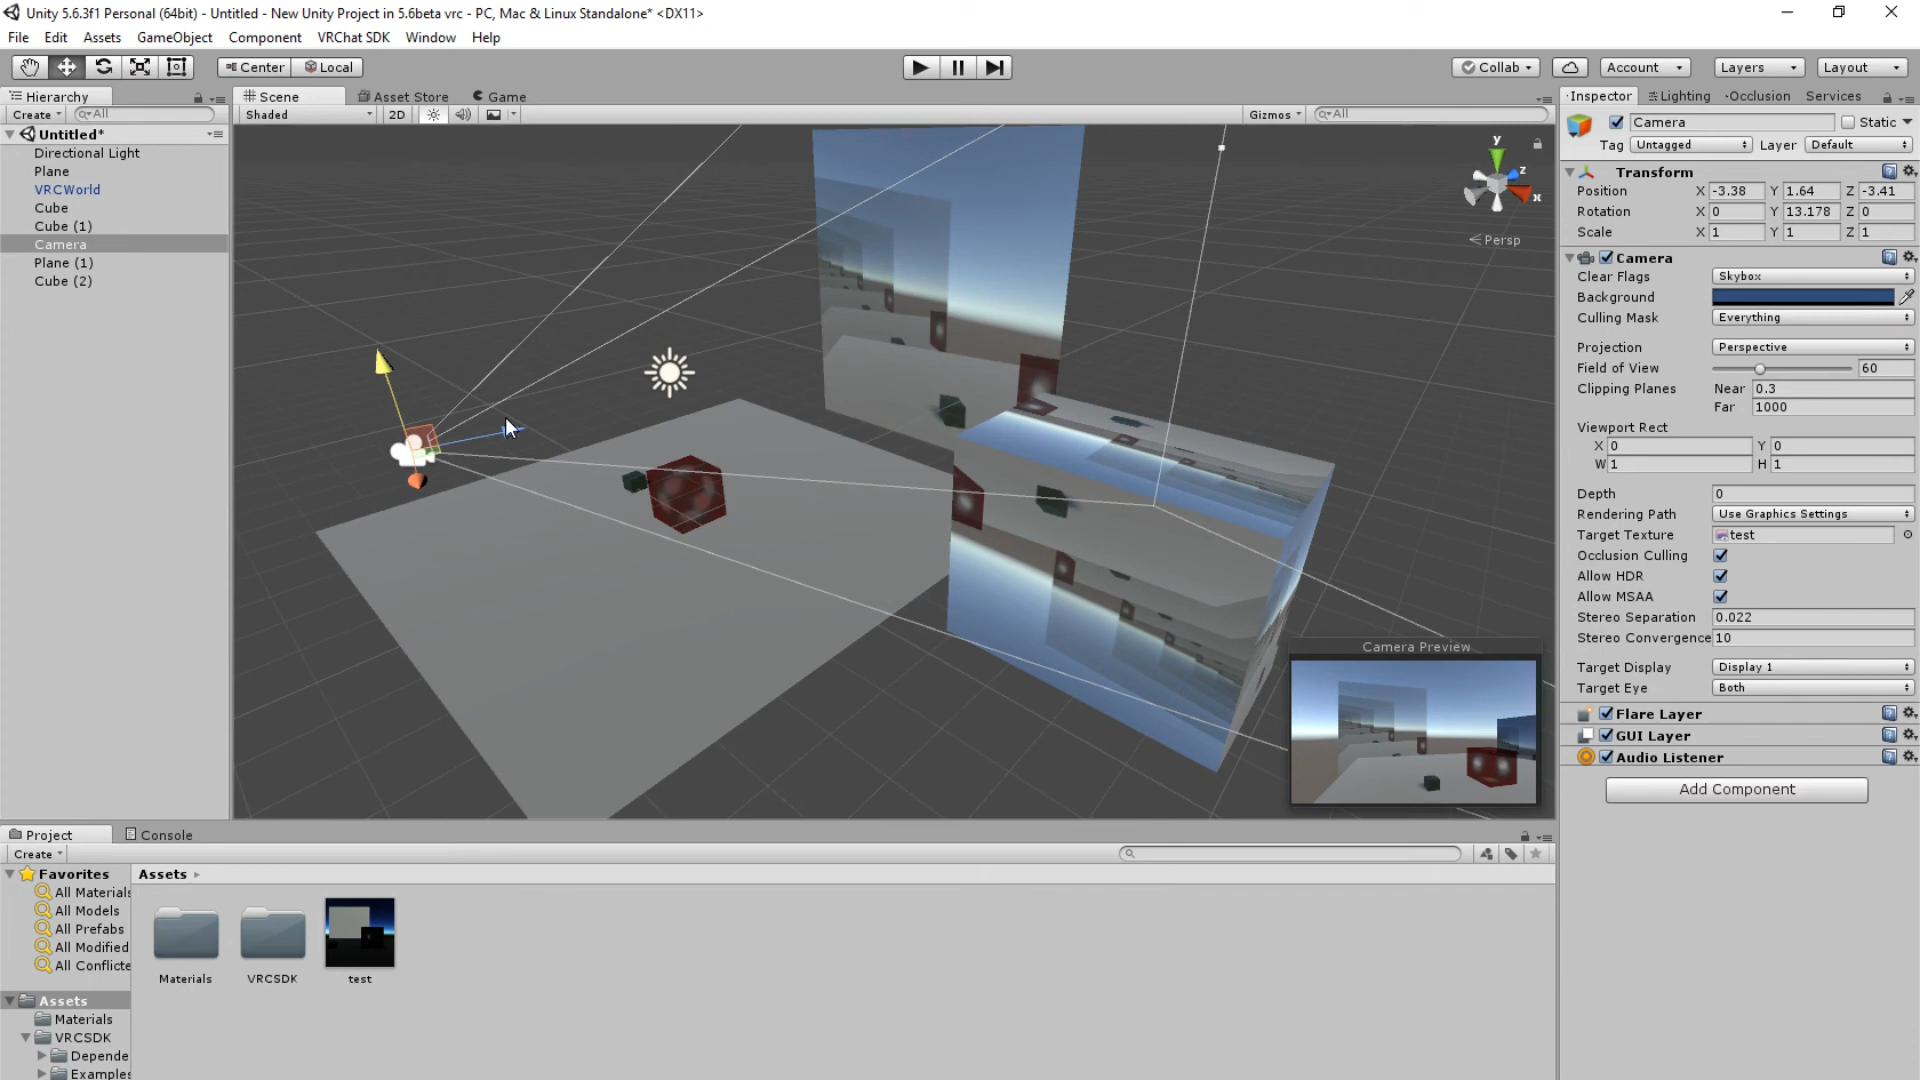 Unity 5.6.3f1 Personal (64bit) - Untitled - New Unity Project in 5.6beta vrc - PC, Mac & Linux Standalone* <DX11>
File Edit Assets GameObject Component VRChat SDK Window Help
Center Local Collab Account Layers Layout
Hierarchy
Create All
Untitled*
Directional Light
Plane
VRCWorld
Cube
Cube (1)
Camera
Plane (1)
Cube (2)
Scene Asset Store Game
Shaded 2D Gizmos All
y
z
x
Persp
Camera Preview
Inspector Lighting Occlusion Services
Camera Static
Tag Untagged Layer Default
Transform
Position X -3.38 Y 1.64 Z -3.41
Rotation X 0 Y 13.178 Z 0
Scale X 1 Y 1 Z 1
Camera
Clear Flags Skybox
Background
Culling Mask Everything
Projection Perspective
Field of View 60
Clipping Planes Near 0.3
Far 1000
Viewport Rect
X 0 Y 0
W 1 H 1
Depth 0
Rendering Path Use Graphics Settings
Target Texture test
Occlusion Culling
Allow HDR
Allow MSAA
Stereo Separation 0.022
Stereo Convergence 10
Target Display Display 1
Target Eye Both
Flare Layer
GUI Layer
Audio Listener
Add Component
Project Console
Create
Favorites
All Materials
All Models
All Prefabs
All Modified
All Conflicte
Assets
Materials
VRCSDK
Depende
Examples
Assets
Materials VRCSDK test